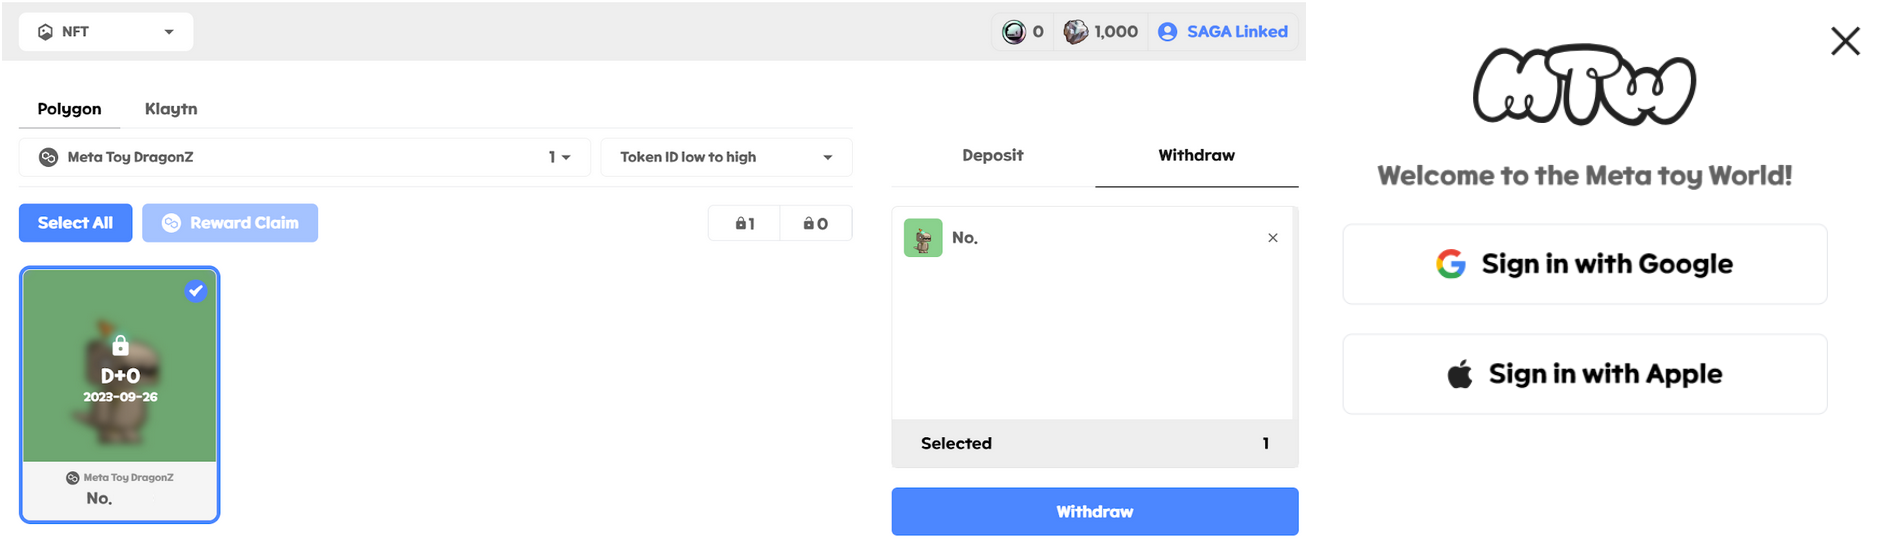 NFT
0
1,000
SAGA Linked
Polygon
Klaytn
Meta Toy DragonZ
1
Token ID low to high
Select All
Reward Claim
1
0
D+0
2023-09-26
Meta Toy DragonZ
No.
Deposit
Withdraw
No.
Selected
1
Withdraw
MTW
Welcome to the Meta toy World!
Sign in with Google
Sign in with Apple